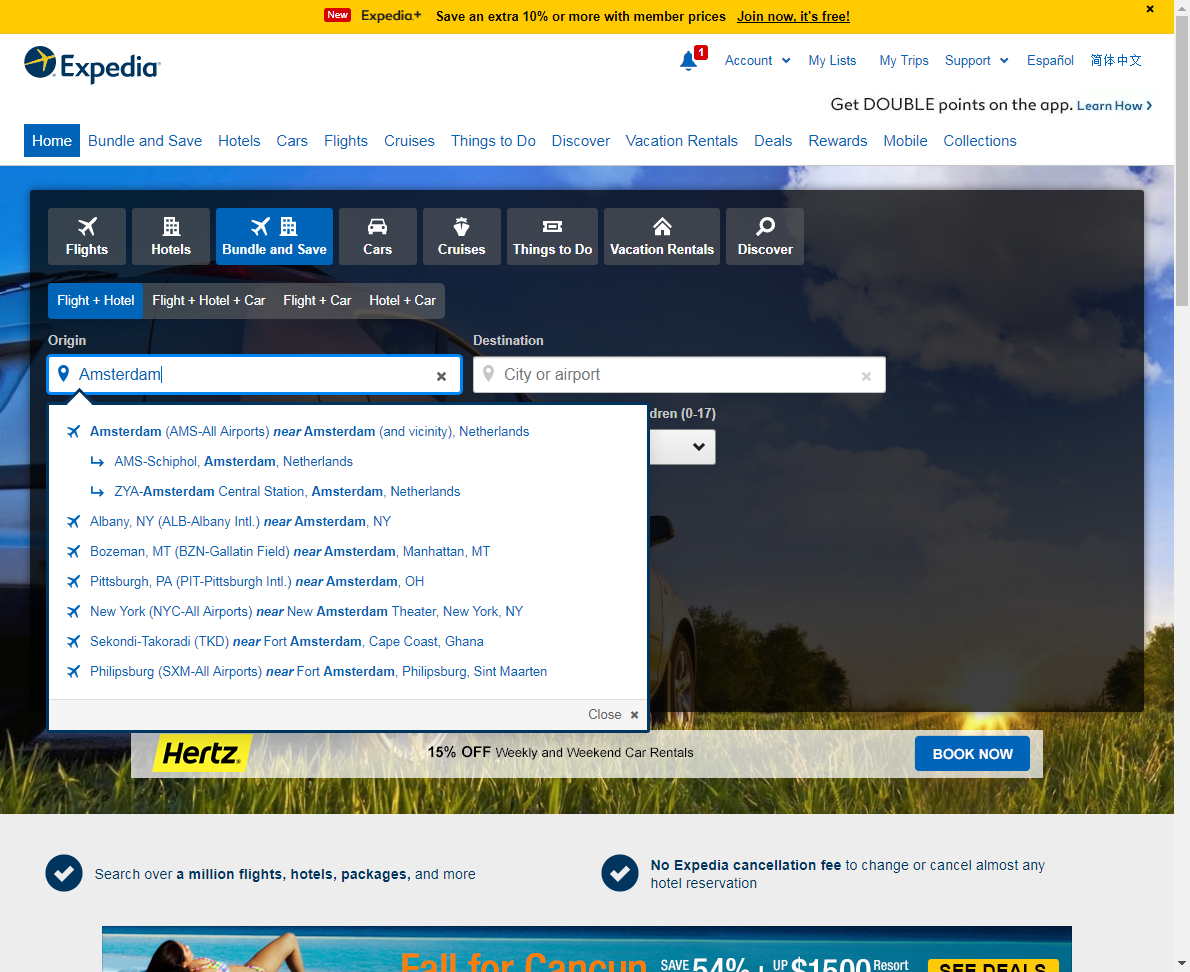 New Expedia+ Save an extra 10% or more with member prices Join now, it's free!
Expedia
1 Account My Lists My Trips Support Español 简体中文
Get DOUBLE points on the app. Learn How
Home Bundle and Save Hotels Cars Flights Cruises Things to Do Discover Vacation Rentals Deals Rewards Mobile Collections
Flights Hotels Bundle and Save Cars Cruises Things to Do Vacation Rentals Discover
Flight + Hotel Flight + Hotel + Car Flight + Car Hotel + Car
Origin Destination
Amsterdam City or airport
dren (0-17)
Amsterdam (AMS-All Airports) near Amsterdam (and vicinity), Netherlands
AMS-Schiphol, Amsterdam, Netherlands
ZYA-Amsterdam Central Station, Amsterdam, Netherlands
Albany, NY (ALB-Albany Intl.) near Amsterdam, NY
Bozeman, MT (BZN-Gallatin Field) near Amsterdam, Manhattan, MT
Pittsburgh, PA (PIT-Pittsburgh Intl.) near Amsterdam, OH
New York (NYC-All Airports) near New Amsterdam Theater, New York, NY
Sekondi-Takoradi (TKD) near Fort Amsterdam, Cape Coast, Ghana
Philipsburg (SXM-All Airports) near Fort Amsterdam, Philipsburg, Sint Maarten
Close
Hertz. 15% OFF Weekly and Weekend Car Rentals BOOK NOW
Search over a million flights, hotels, packages, and more
No Expedia cancellation fee to change or cancel almost any
hotel reservation
Fall for Cancun SAVE 54% + UP $1500 Resort SEE DEALS